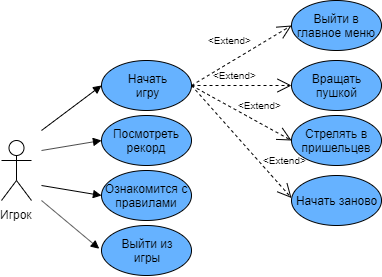 Выйти в
главное меню
<Extend>
Начать
игру
<Extend>
Вращать
пушкой
<Extend>
Посмотреть
рекорд
Стрелять в
пришельцев
<Extend>
Ознакомится с
правилами
Начать заново
Игрок
Выйти из
игры